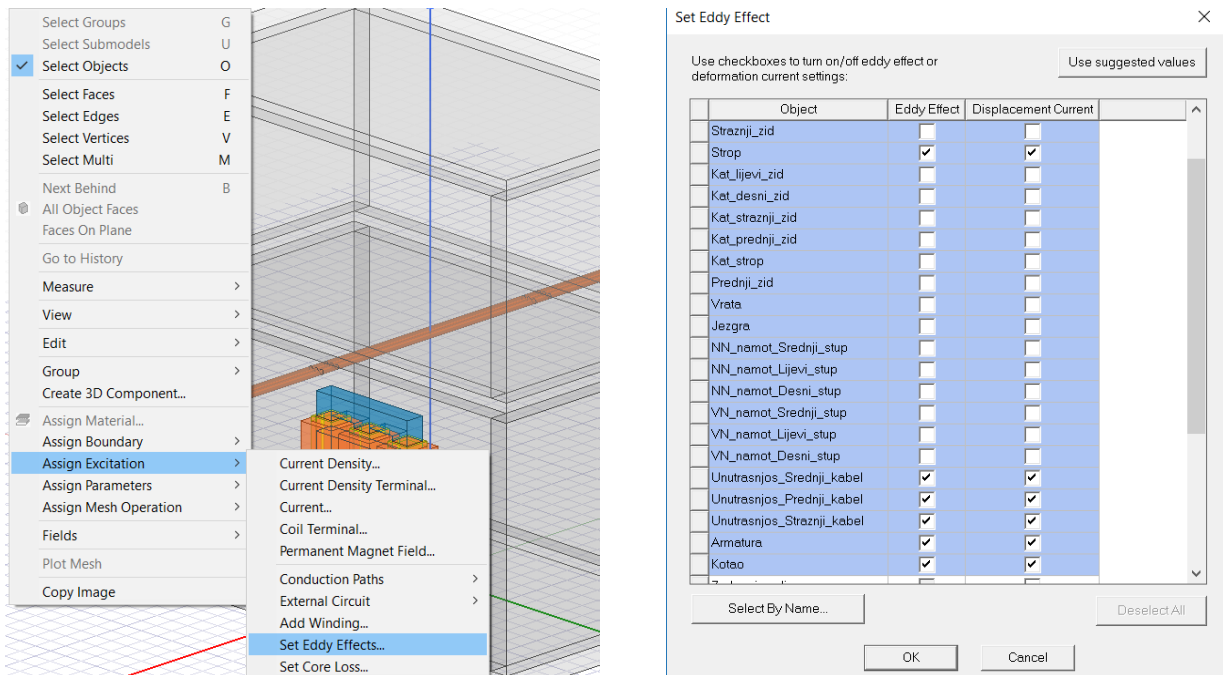 Select Groups G
Select Submodels U
Select Objects O
Select Faces F
Select Edges E
Select Vertices V
Select Multi M
Next Behind B
All Object Faces
Faces On Plane
Go to History
Measure
View
Edit
Group
Create 3D Component...
Assign Material...
Assign Boundary
Assign Excitation
Assign Parameters
Assign Mesh Operation
Fields
Plot Mesh
Copy Image
Current Density...
Current Density Terminal...
Current...
Coil Terminal...
Permanent Magnet Field...
Conduction Paths
External Circuit
Add Winding...
Set Eddy Effects...
Set Core Loss...
Set Eddy Effect
Use checkboxes to turn on/off eddy effect or
deformation current settings:
Use suggested values
Object Eddy Effect Displacement Current
Straznji_zid
Strop
Kat_lijevi_zid
Kat_desni_zid
Kat_straznji_zid
Kat_prednji_zid
Kat_strop
Prednji_zid
Vrata
Jezgra
NN_namot_Srednji_stup
NN_namot_Lijevi_stup
NN_namot_Desni_stup
VN_namot_Srednji_stup
VN_namot_Lijevi_stup
VN_namot_Desni_stup
Unutrasnjos_Srednji_kabel
Unutrasnjos_Prednji_kabel
Unutrasnjos_Straznji_kabel
Armatura
Kotao
Select By Name...
Deselect All
OK
Cancel